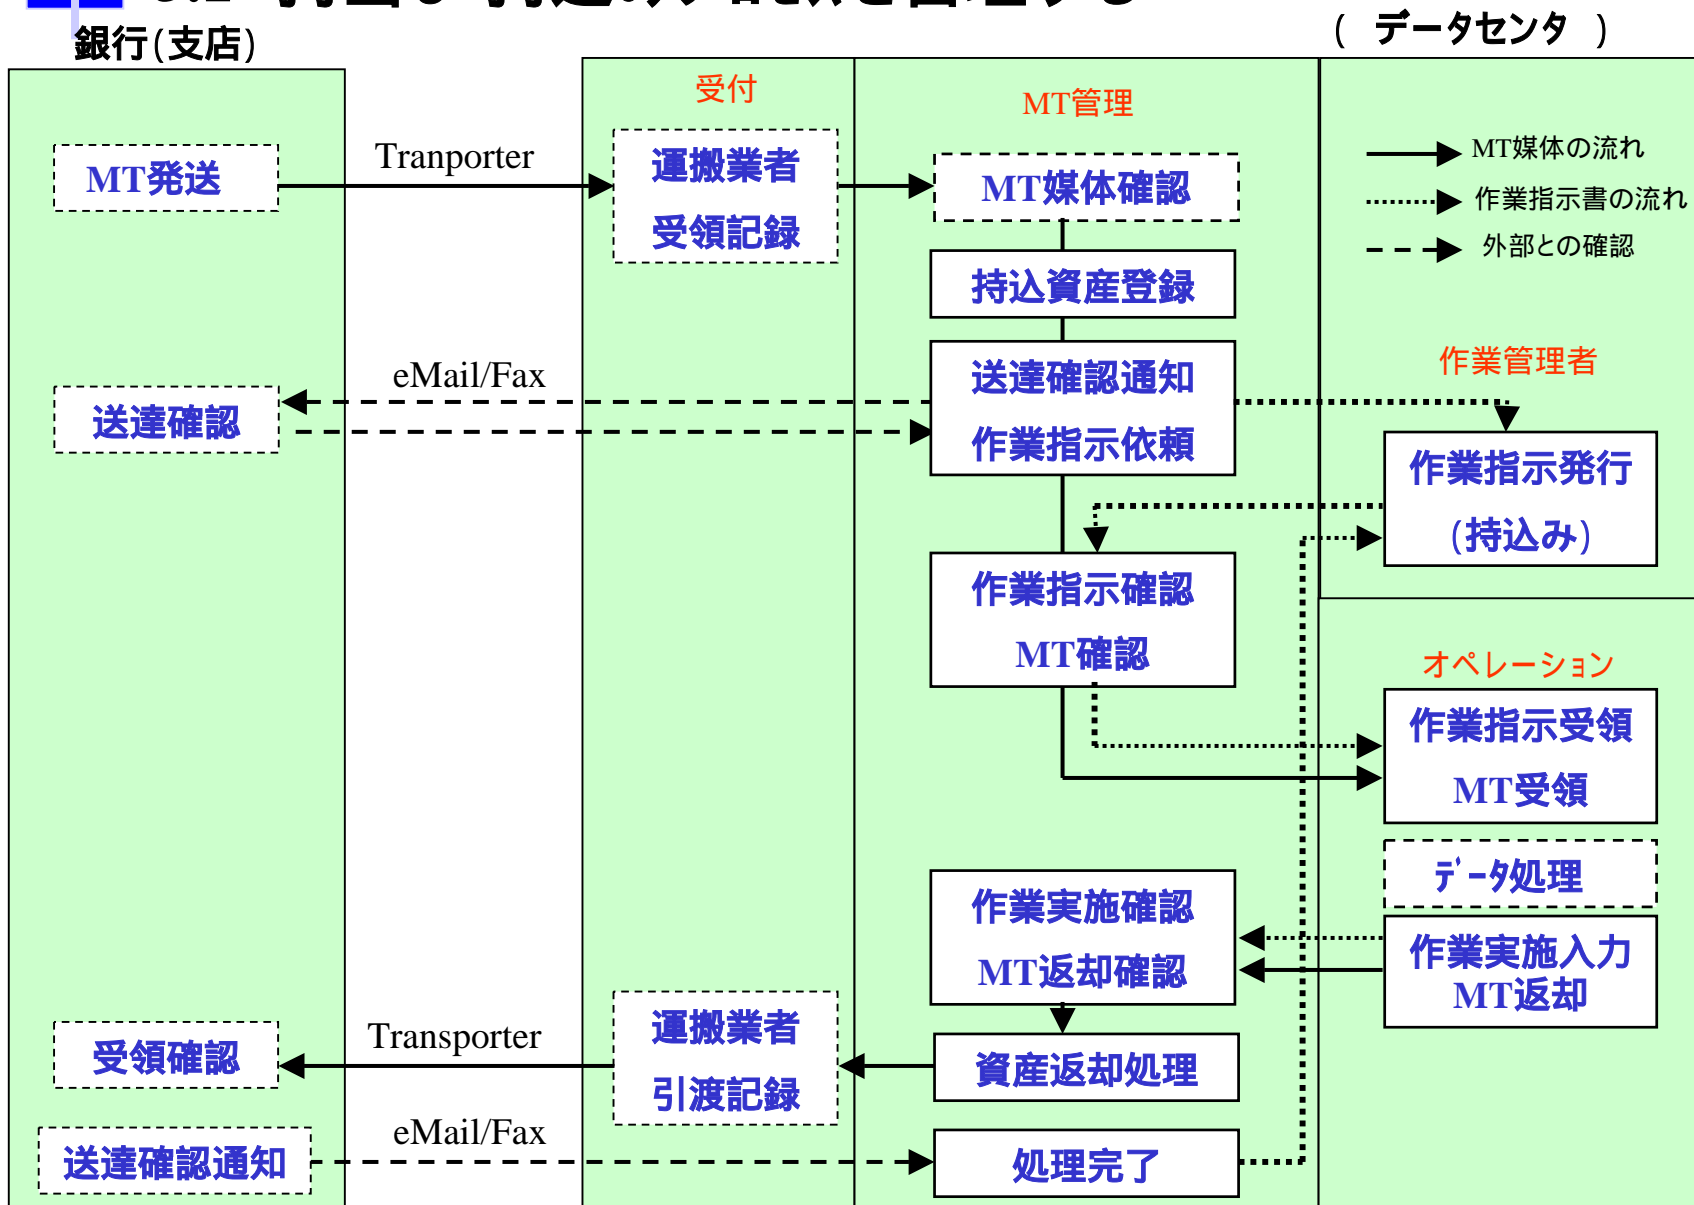 銀行(支店)
( データセンタ )
受付
MT管理
MT発送
Tranporter
運搬業者
受領記録
MT媒体確認
MT媒体の流れ
作業指示書の流れ
外部との確認
持込資産登録
作業管理者
送達確認
eMail/Fax
送達確認通知
作業指示依頼
作業指示発行
(持込み)
作業指示確認
MT確認
オペレーション
作業指示受領
MT受領
データ処理
作業実施確認
MT返却確認
作業実施入力
MT返却
受領確認
Transporter
運搬業者
引渡記録
資産返却処理
送達確認通知
eMail/Fax
処理完了